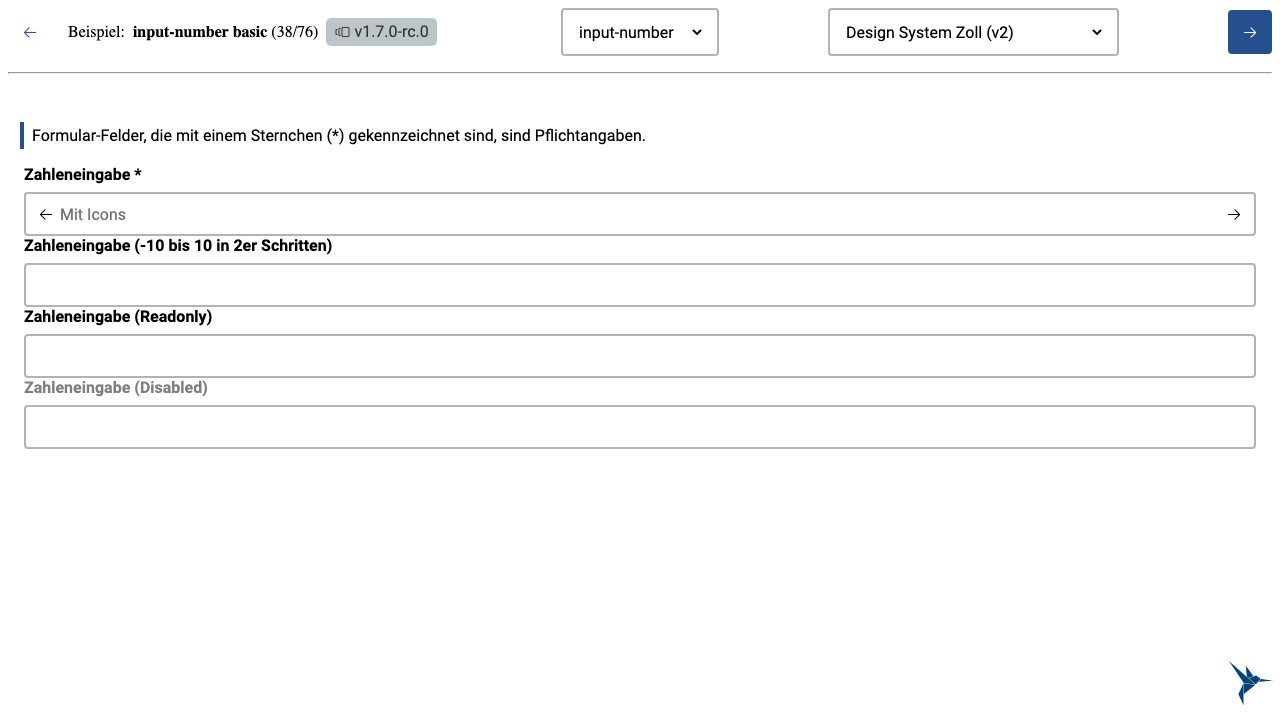 Beispiel: input-number basic (38/76) v1.7.0-rc.0 input-number Design System Zoll (v2)
Formular-Felder, die mit einem Sternchen (*) gekennzeichnet sind, sind Pflichtangaben.
Zahleneingabe *
Mit Icons
Zahleneingabe (-10 bis 10 in 2er Schritten)
Zahleneingabe (Readonly)
Zahleneingabe (Disabled)